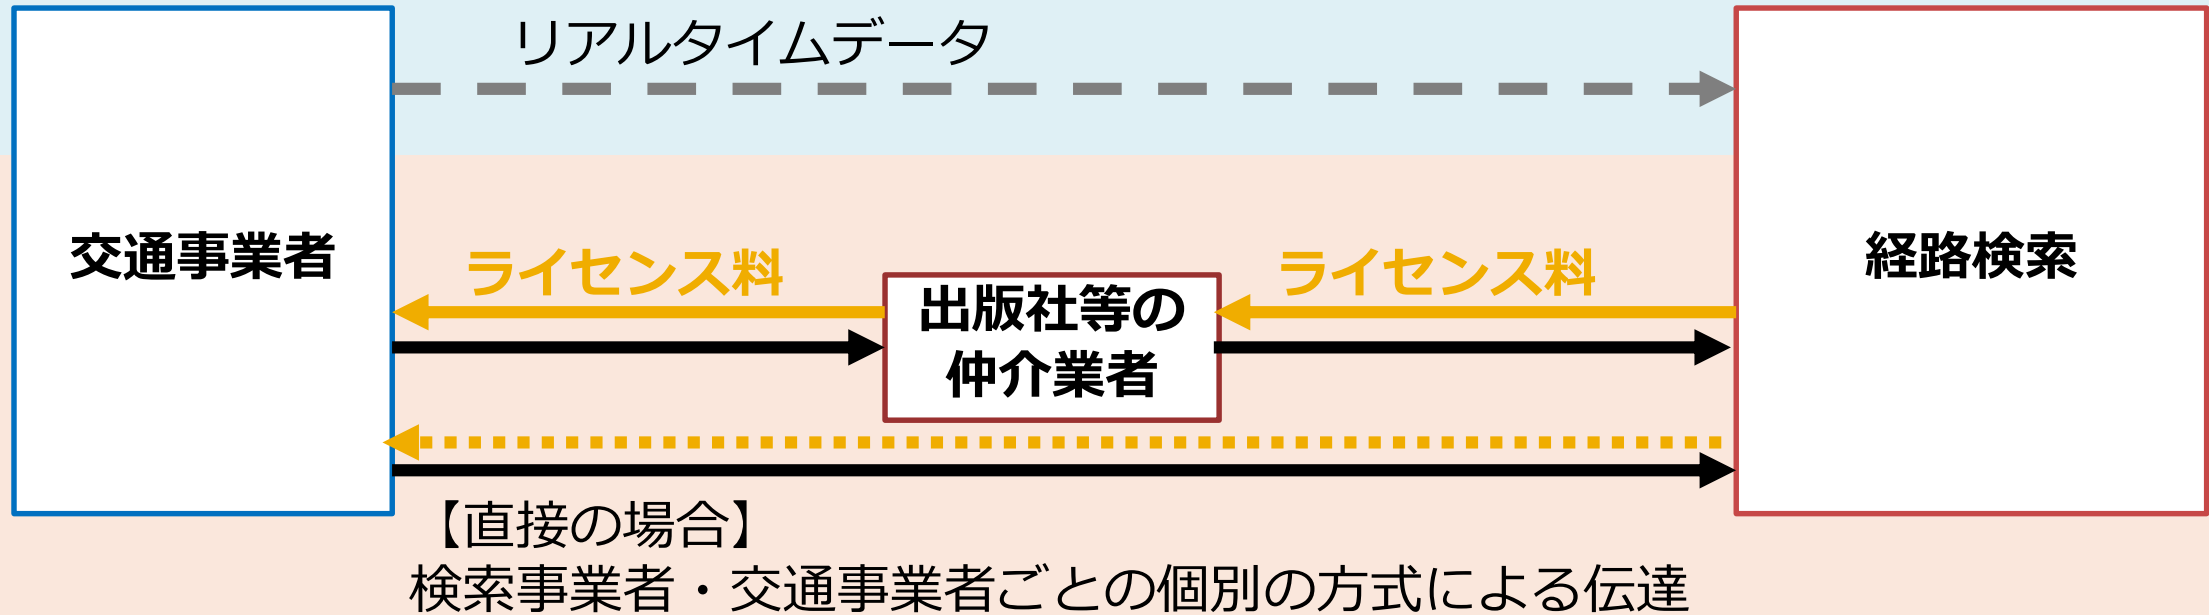 リアルタイムデータ
交通事業者
経路検索
ライセンス料
ライセンス料
出版社等の
仲介業者
【直接の場合】
検索事業者・交通事業者ごとの個別の方式による伝達